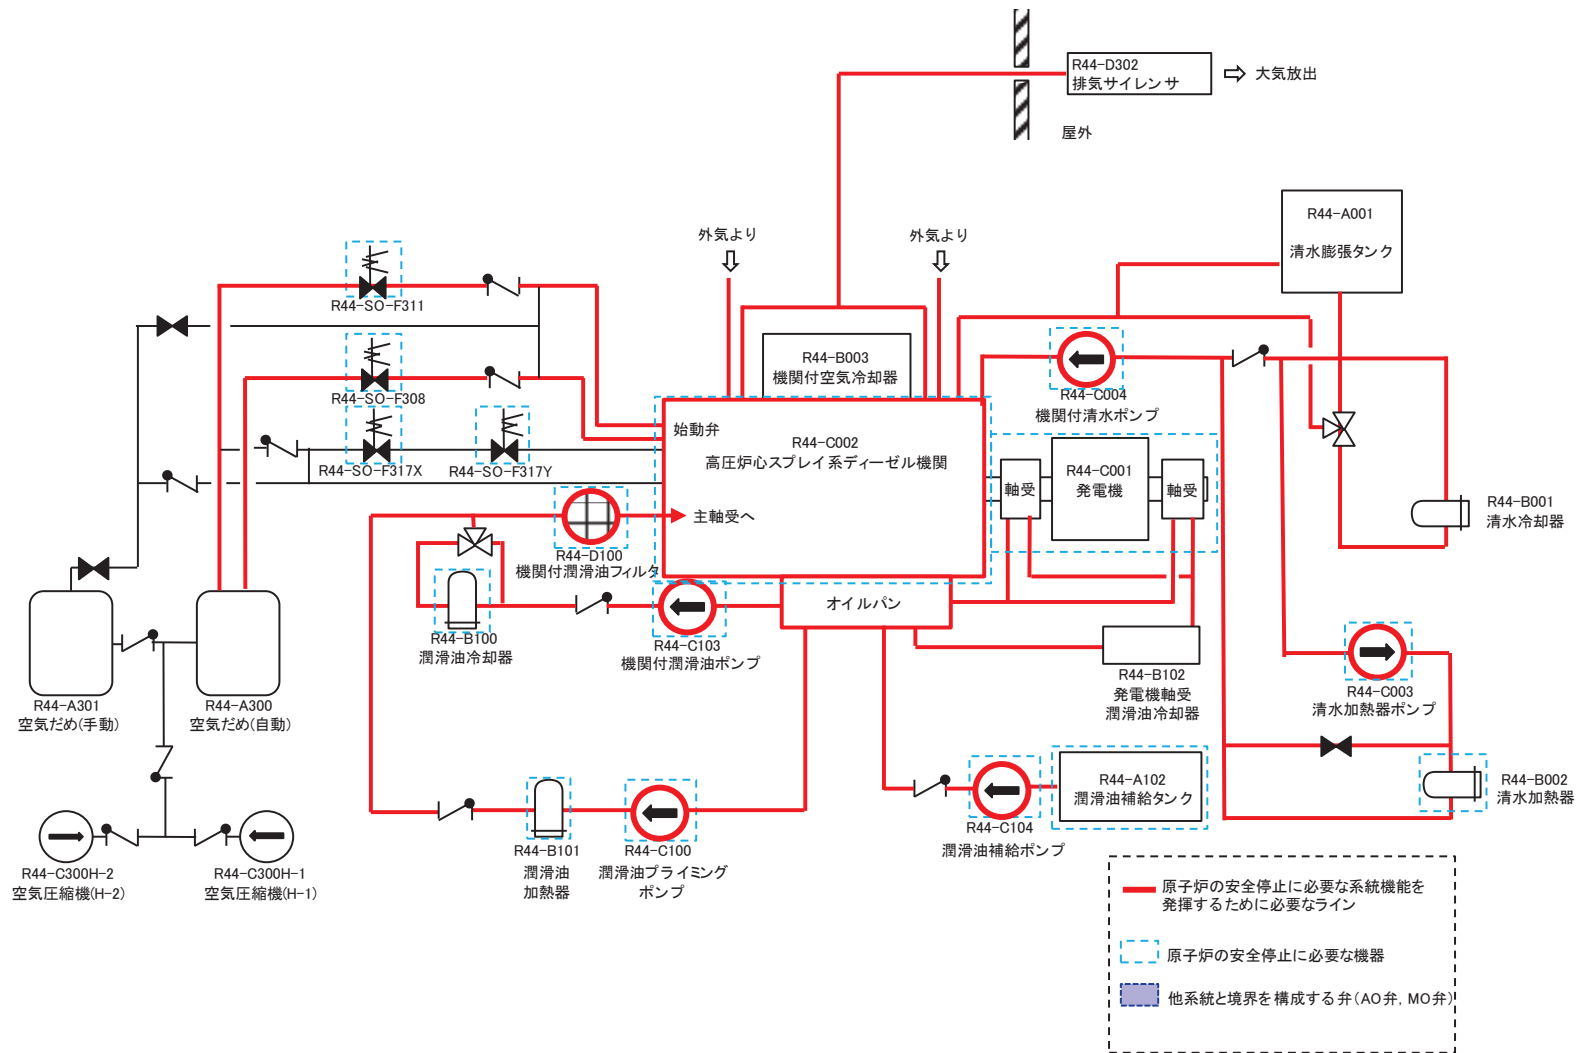 R44-D302
排気サイレンサ
大気放出
屋外
R44-A001
清水膨張タンク
外気より
外気より
R44-SO-F311
R44-B003
機関付空気冷却器
R44-SO-F308
R44-C004
機関付清水ポンプ
始動弁
R44-C002
高圧炉心スプレイ系ディーゼル機関
R44-SO-F317X
R44-SO-F317Y
軸受
R44-C001
発電機
軸受
R44-B001
清水冷却器
主軸受へ
R44-D100
機関付潤滑油フィルタ
オイルパン
R44-B100
潤滑油冷却器
R44-C103
機関付潤滑油ポンプ
R44-B102
発電機軸受
潤滑油冷却器
R44-C003
清水加熱器ポンプ
R44-A301
空気だめ(手動)
R44-A300
空気だめ(自動)
R44-A102
潤滑油補給タンク
R44-B002
清水加熱器
R44-C104
潤滑油補給ポンプ
R44-B101
潤滑油
加熱器
R44-C100
潤滑油プライミング
ポンプ
R44-C300H-2
空気圧縮機(H-2)
R44-C300H-1
空気圧縮機(H-1)
原子炉の安全停止に必要な系統機能を
発揮するために必要なライン
原子炉の安全停止に必要な機器
他系統と境界を構成する弁(AO弁, MO弁)